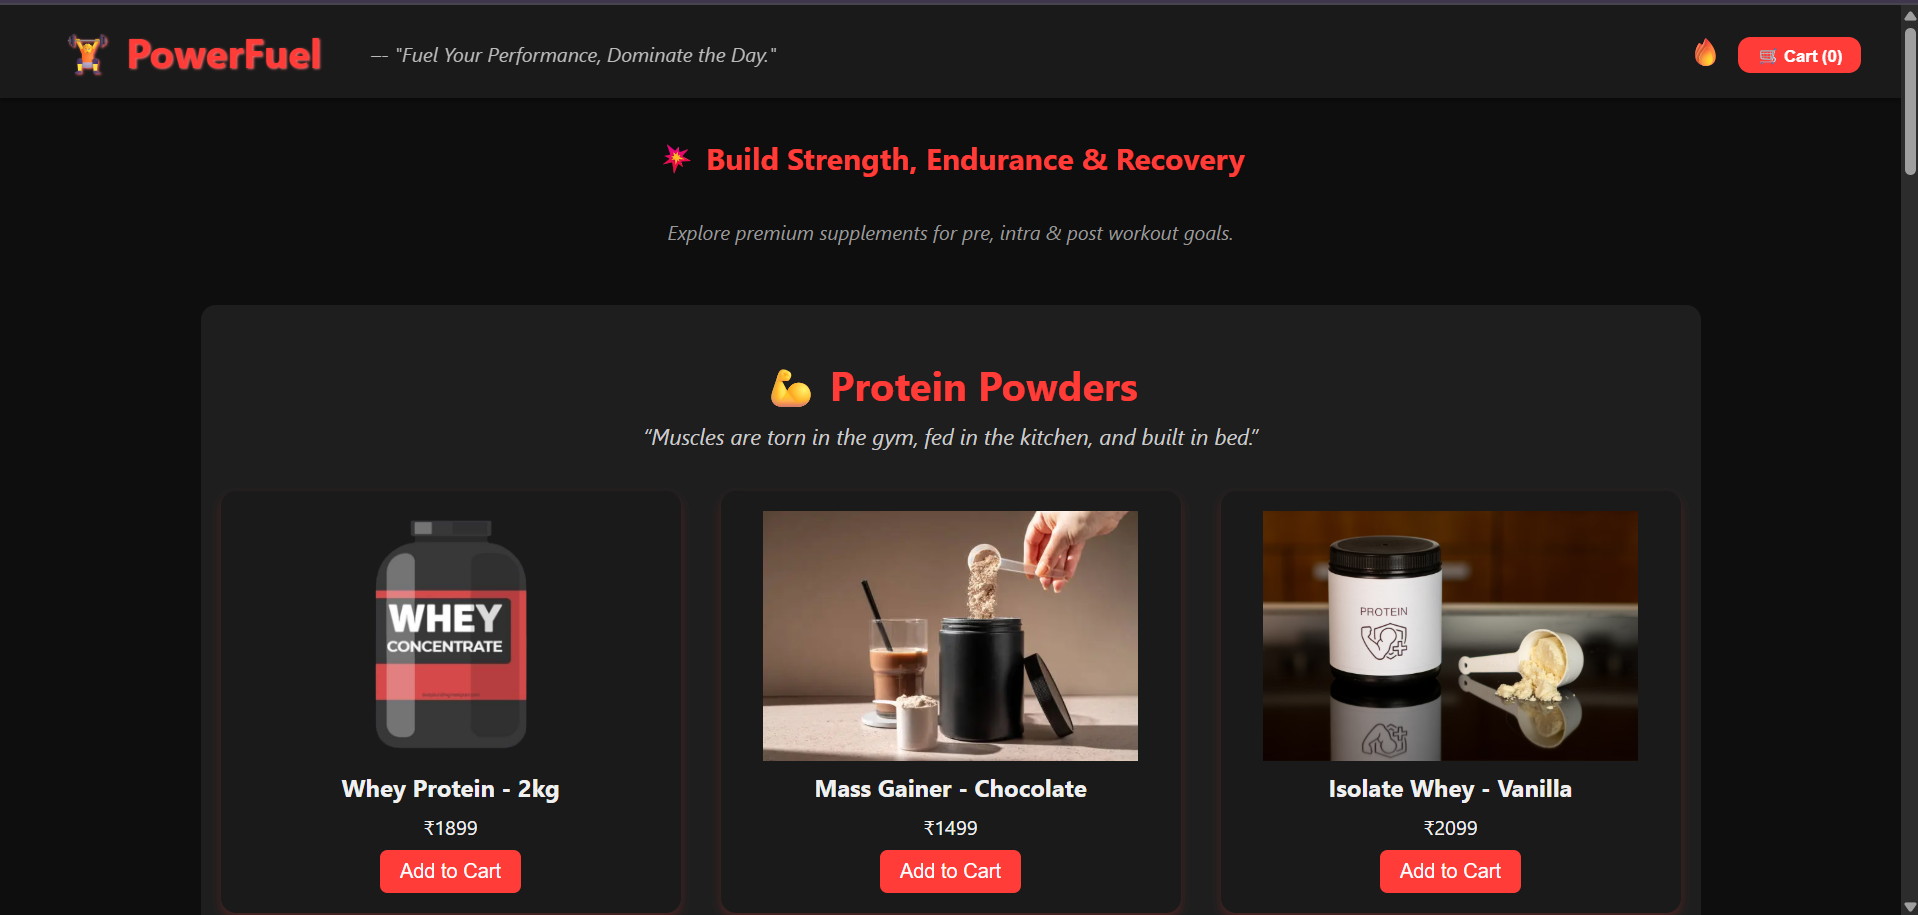 PowerFuel
— "Fuel Your Performance, Dominate the Day."
Cart (0)
Build Strength, Endurance & Recovery
Explore premium supplements for pre, intra & post workout goals.
Protein Powders
“Muscles are torn in the gym, fed in the kitchen, and built in bed.”
WHEY
CONCENTRATE
PROTEIN
Whey Protein - 2kg
Mass Gainer - Chocolate
Isolate Whey - Vanilla
₹1899
₹1499
₹2099
Add to Cart
Add to Cart
Add to Cart